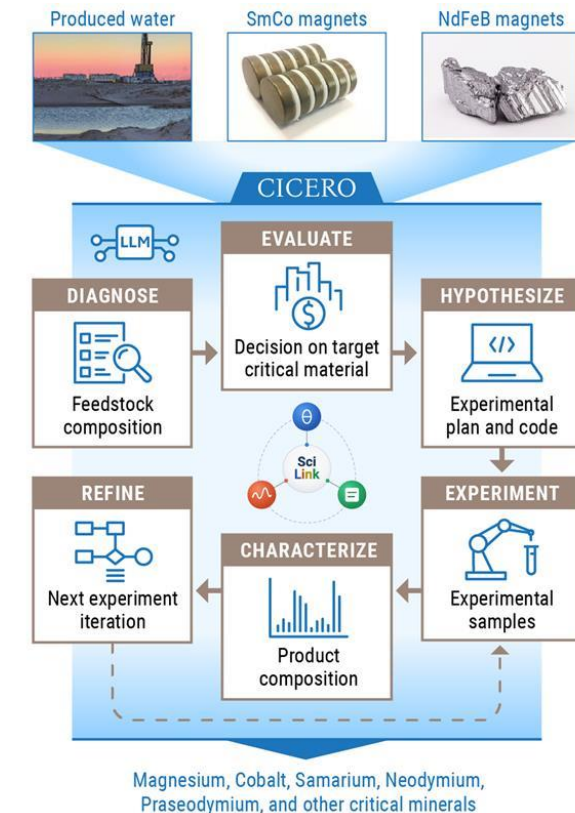 Produced water
SmCo magnets
NdFeB magnets
CICERO
LLM
EVALUATE
Decision on target
critical material
DIAGNOSE
Feedstock
composition
HYPOTHESIZE
</>
Experimental
plan and code
Sci
Link
θ
REFINE
Next experiment
iteration
CHARACTERIZE
Product
composition
EXPERIMENT
Experimental
samples
$
Magnesium, Cobalt, Samarium, Neodymium,
Praseodymium, and other critical minerals